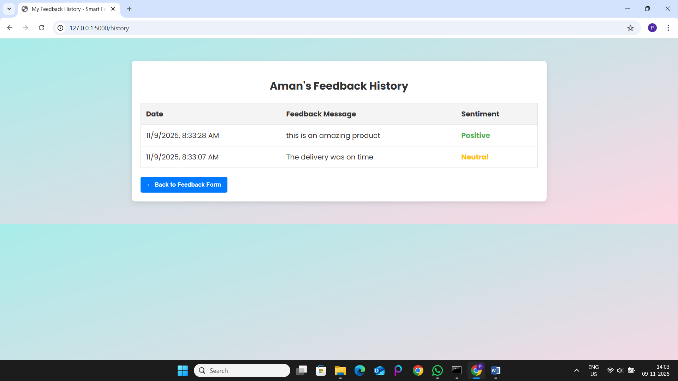 My Feedback History - Smart F
127.0.0.1:5000/history
Aman's Feedback History
Date Feedback Message Sentiment
11/9/2025, 8:33:28 AM this is an amazing product Positive
11/9/2025, 8:33:07 AM The delivery was on time Neutral
← Back to Feedback Form
Search
ENG
US
14:03
09-11-2025